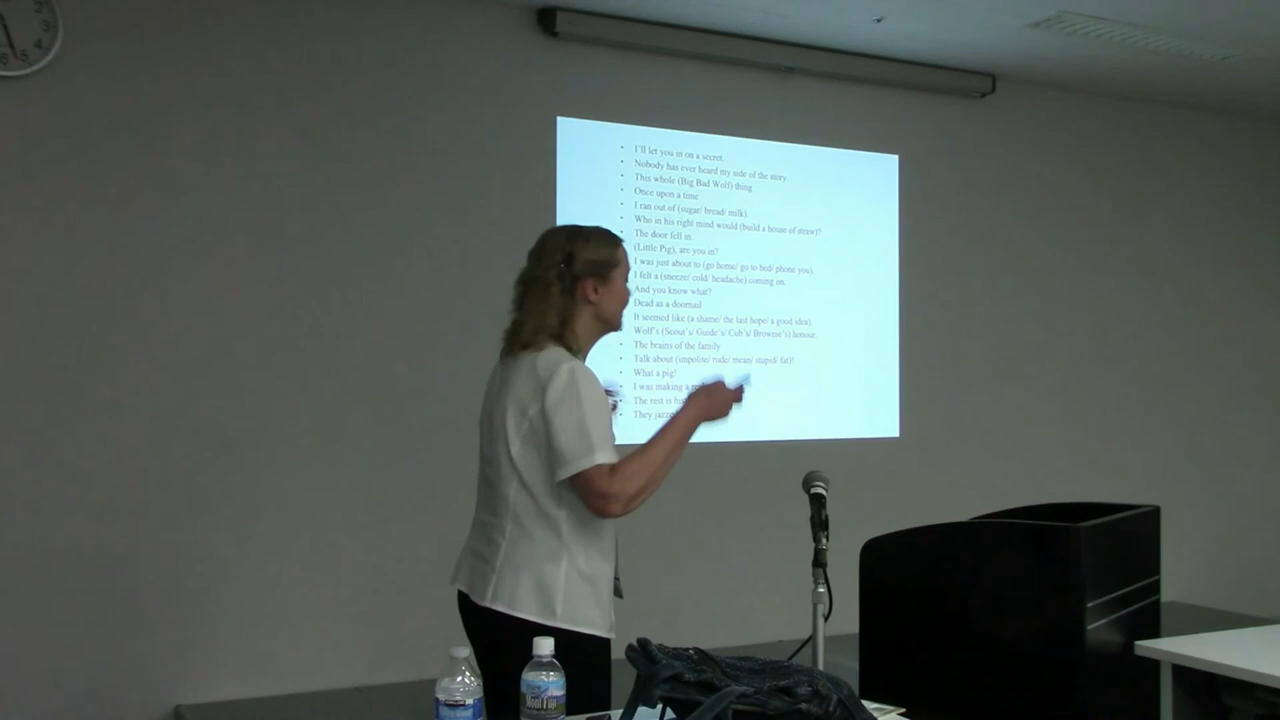 • I'll let you in on a secret.
• Nobody has ever heard my side of the story
• This whole (Big Bad Wolf) thing
• Once upon a time
• I ran out of (sugar/ bread/ milk).
• Who in his right mind would (build a house of straw)?
• The door fell in.
(Little Pig), are you in?
I was just about to (go home/ go to bed/ phone you).
I felt a (sneeze/ cold/ headache) coming on.
And you know what?
Dead as a doornail
It seemed like (a shame/ the last hope/ a good idea).
Wolf's (Scout's/ Guide's/ Cub's/ Brownie's) honour.
• The brains of the family
• Talk about (impolite/ rude/ mean/ stupid/ fat)!
• What a pig!
I was making a
• The rest is
• They
5
4
3
Mont Fuji